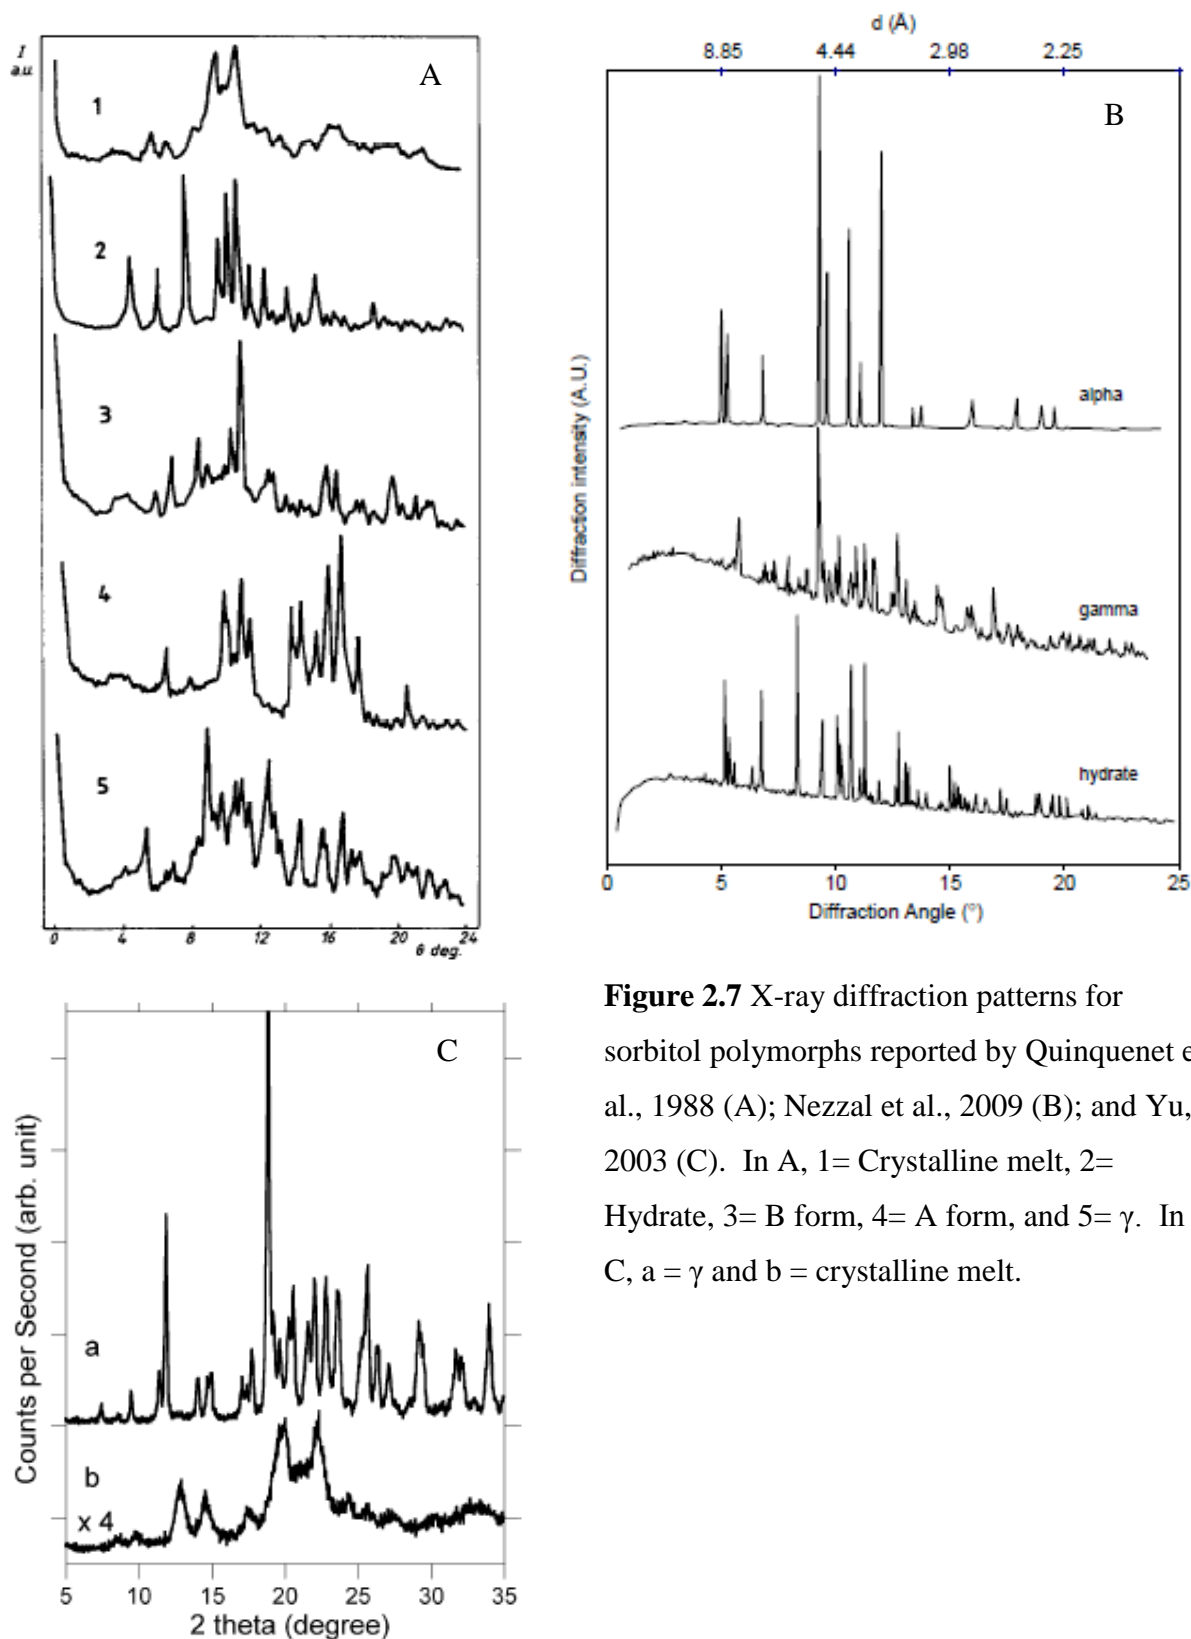 I
a.u.
A
1
2
3
4
5
0 4 8 12 16 20 24
θ deg.
d (Å)
8.85 4.44 2.98 2.25
B
Diffraction intensity (A.U.)
alpha
gamma
hydrate
0 5 10 15 20 25
Diffraction Angle (°)
C
Counts per Second (arb. unit)
a
b
x 4
5 10 15 20 25 30 35
2 theta (degree)
Figure 2.7 X-ray diffraction patterns for
sorbitol polymorphs reported by Quinquenet e
al., 1988 (A); Nezzal et al., 2009 (B); and Yu,
2003 (C). In A, 1= Crystalline melt, 2=
Hydrate, 3= B form, 4= A form, and 5= γ. In
C, a = γ and b = crystalline melt.